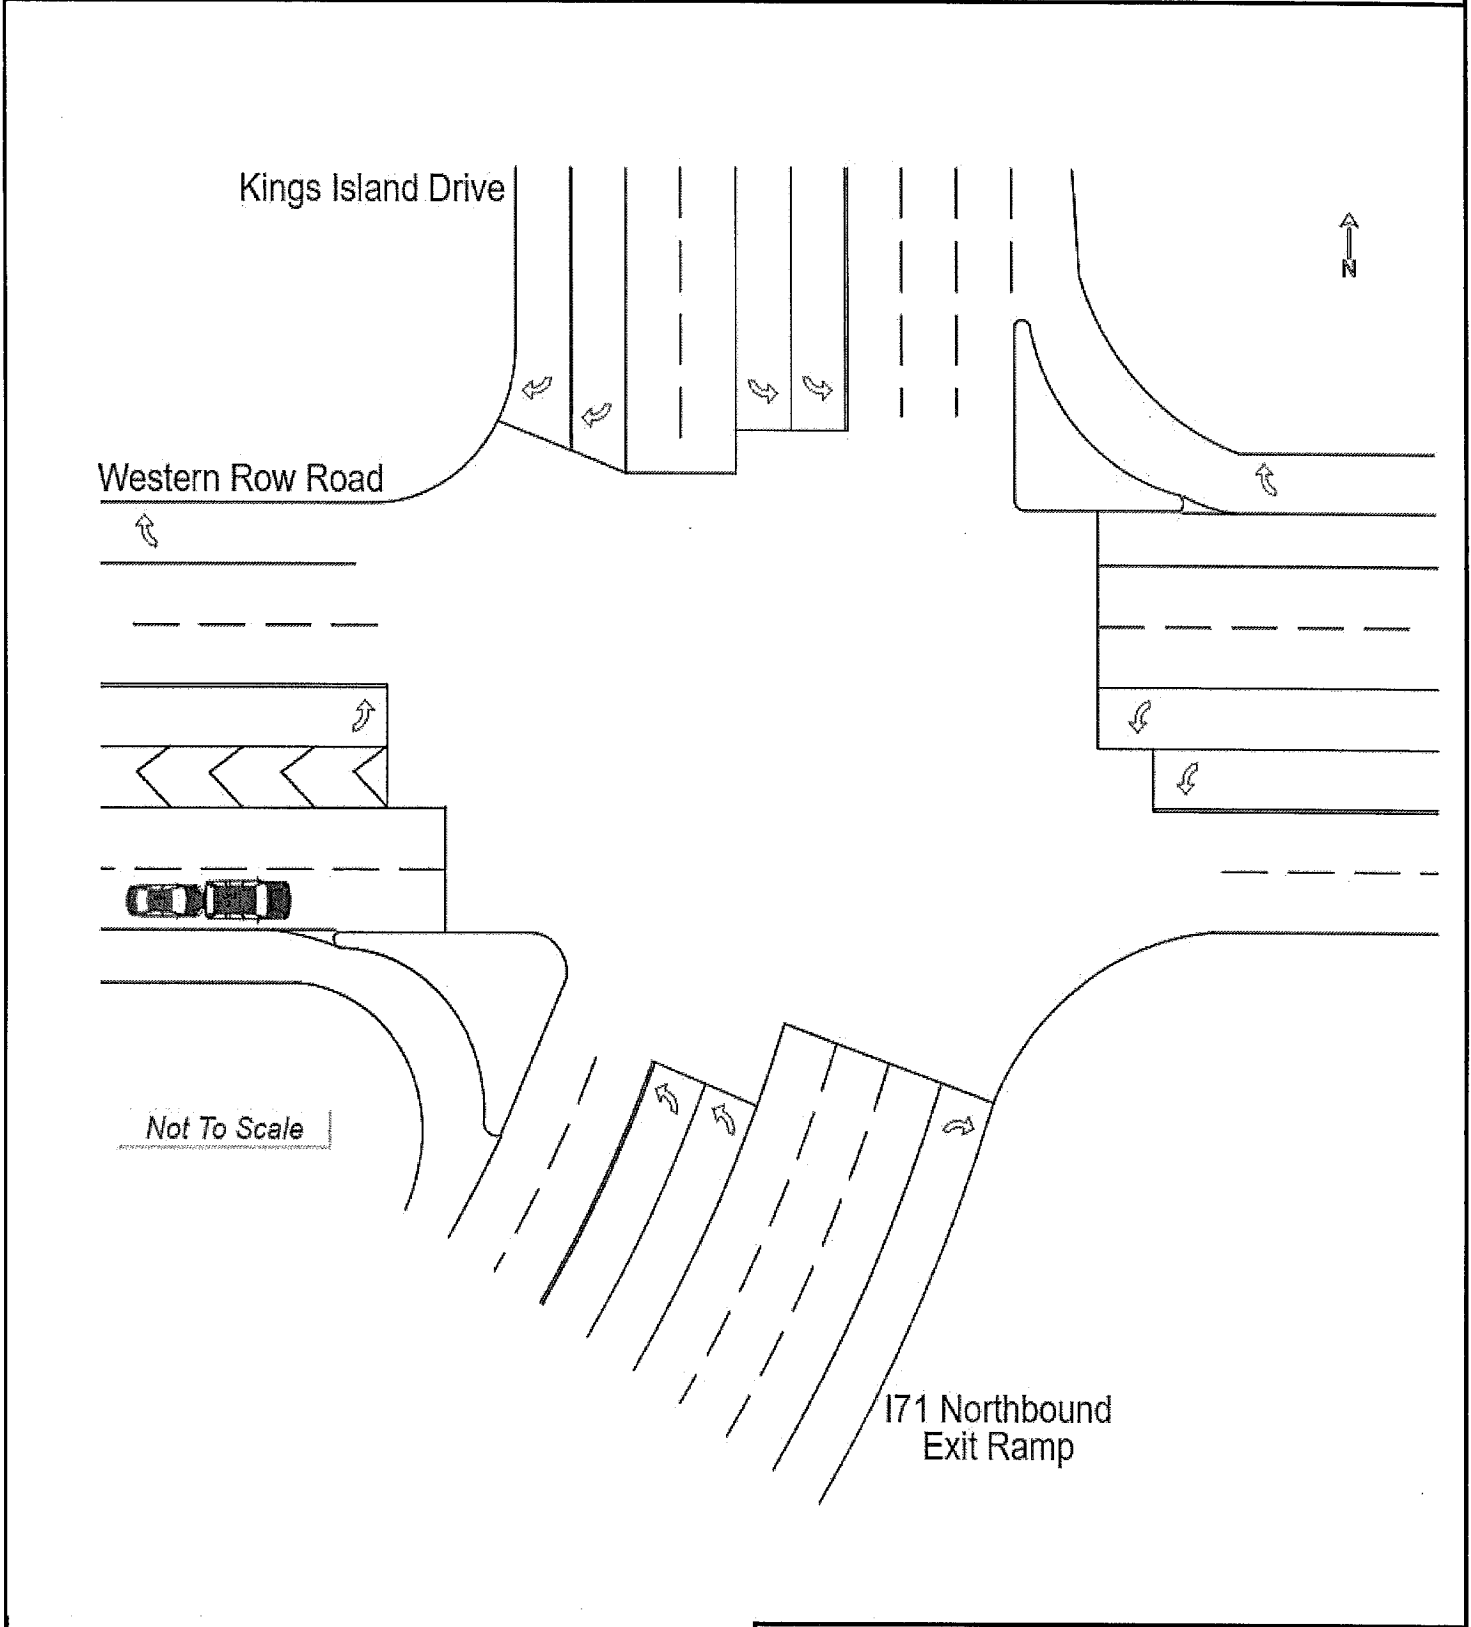 Kings Island Drive
N
Western Row Road
Not To Scale
I71 Northbound
Exit Ramp